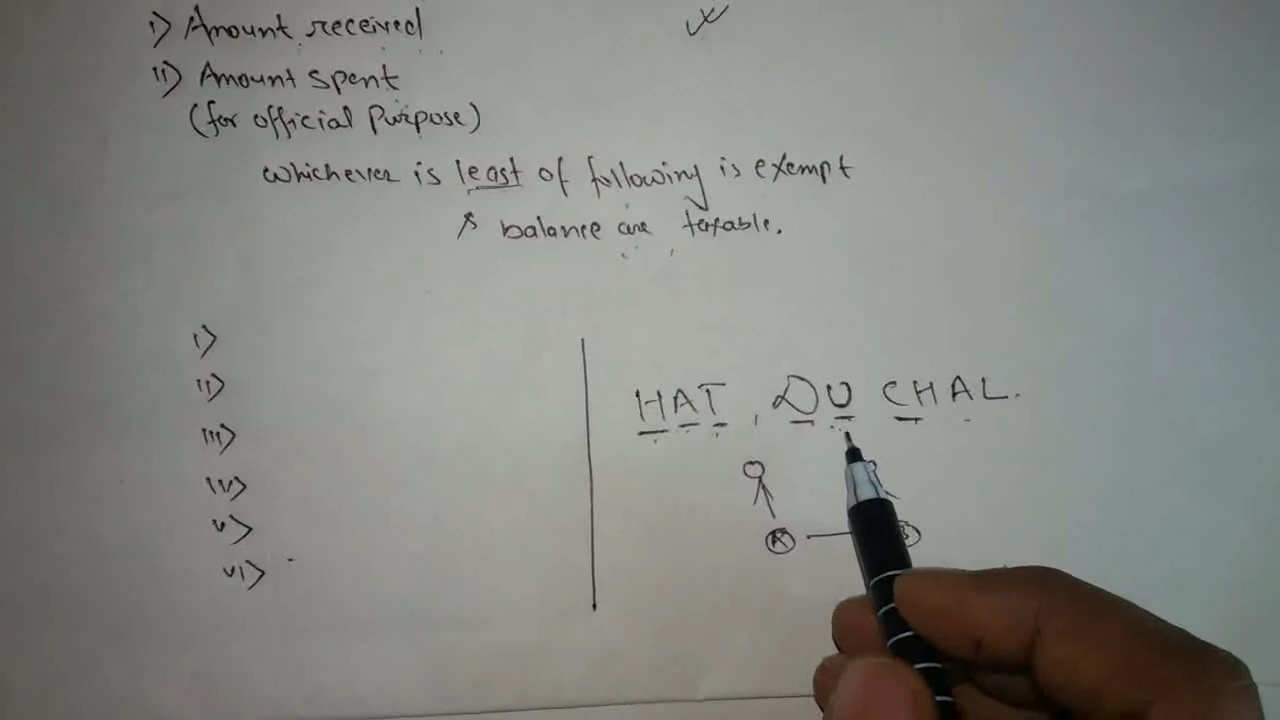 i) Amount received
ii) Amount spent
(for official purpose)
whichever is least of following is exempt
& balance are taxable.
i)
ii)
iii)
iv)
v)
vi)
HAT, DU CHAL.